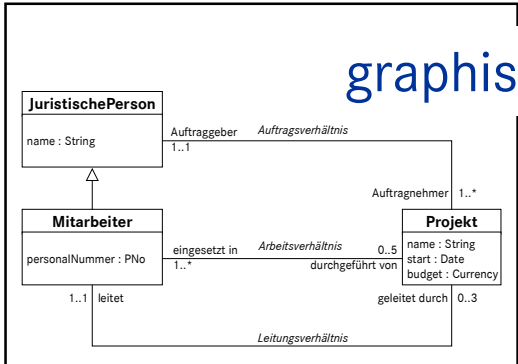 graphis
JuristischePerson
name : String
Auftraggeber
Auftragsverhältnis
1..1
Auftragnehmer 1..*
Mitarbeiter
personalNummer : PNo
eingesetzt in
1..*
Arbeitsverhältnis
0..5
durchgeführt von
Projekt
name : String
start : Date
budget : Currency
1..1 leitet
geleitet durch 0..3
Leitungsverhältnis